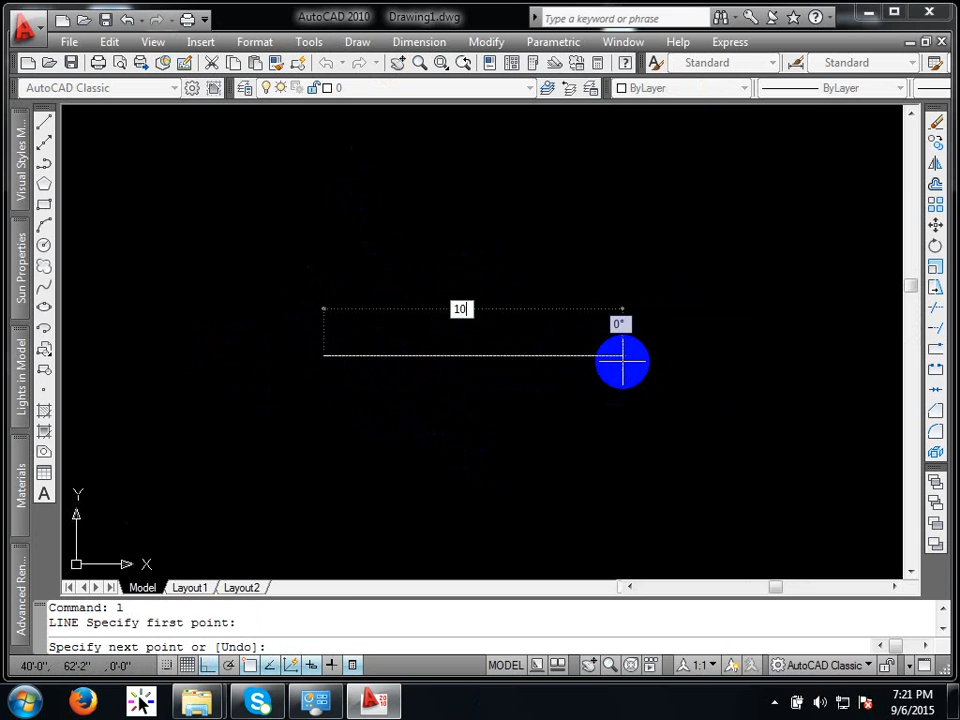 AutoCAD 2010 Drawing1.dwg Type a keyword or phrase
File Edit View Insert Format Tools Draw Dimension Modify Parametric Window Help Express
Standard Standard
AutoCAD Classic 0 ByLayer ByLayer
Visual Styles M...
Sun Properties
Lights in Model
Materials
Advanced Ren...
10
0°
Y
X
Model Layout1 Layout2
Command: l
LINE Specify first point:
Specify next point or [Undo]:
40'-0", 62'-2" , 0'-0" MODEL 1:1 AutoCAD Classic
7:21 PM
9/6/2015